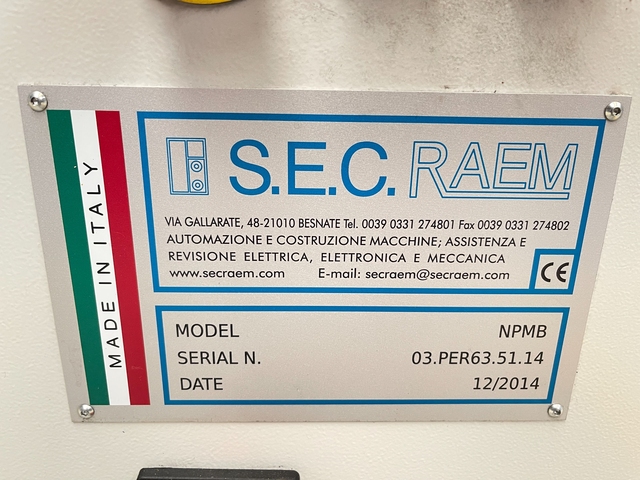 MADE IN ITALY
S.E.C. RAEM
VIA GALLARATE, 48-21010 BESNATE Tel. 0039 0331 274801 Fax 0039 0331 274802
AUTOMAZIONE E COSTRUZIONE MACCHINE; ASSISTENZA E
REVISIONE ELETTRICA, ELETTRONICA E MECCANICA
www.secraem.com E-mail: secraem@secraem.com
CE
MODEL NPMB
SERIAL N. 03.PER63.51.14
DATE 12/2014